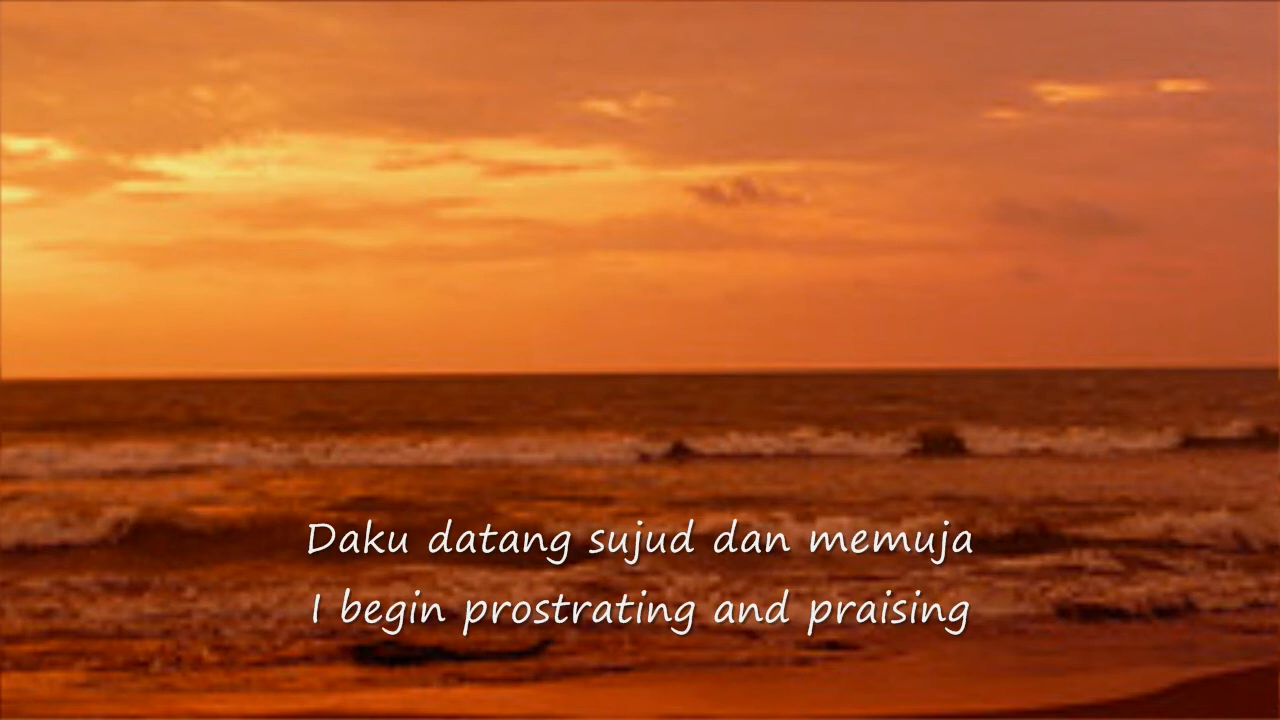 Daku datang sujud dan memuja
I begin prostrating and praising